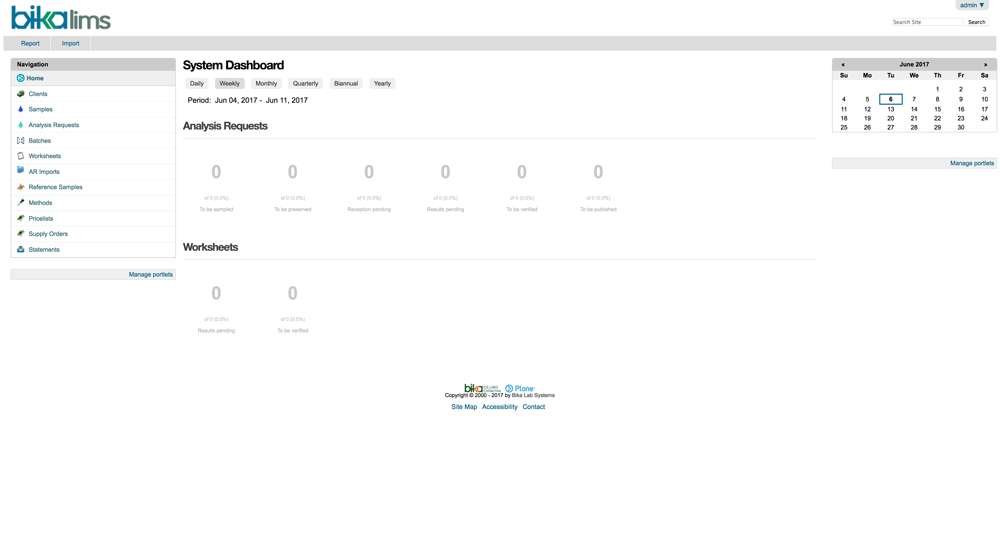 bikalims
admin ▼
Search Site
Search
Report Import
Navigation
Home
Clients
Samples
Analysis Requests
Batches
Worksheets
AR Imports
Reference Samples
Methods
Pricelists
Supply Orders
Statements
Manage portlets
System Dashboard
Daily Weekly Monthly Quarterly Biannual Yearly
Period: Jun 04, 2017 - Jun 11, 2017
Analysis Requests
0 0 0 0 0 0
of 0 (0.0%) of 0 (0.0%) of 0 (0.0%) of 0 (0.0%) of 0 (0.0%) of 0 (0.0%)
To be sampled To be preserved Reception pending Results pending To be verified To be published
Worksheets
0 0
of 0 (0.0%) of 0 (0.0%)
Results pending To be verified
« June 2017 »
Su Mo Tu We Th Fr Sa
1 2 3
4 5 6 7 8 9 10
11 12 13 14 15 16 17
18 19 20 21 22 23 24
25 26 27 28 29 30
Manage portlets
bika Plone
Copyright © 2000 - 2017 by Bika Lab Systems
Site Map Accessibility Contact